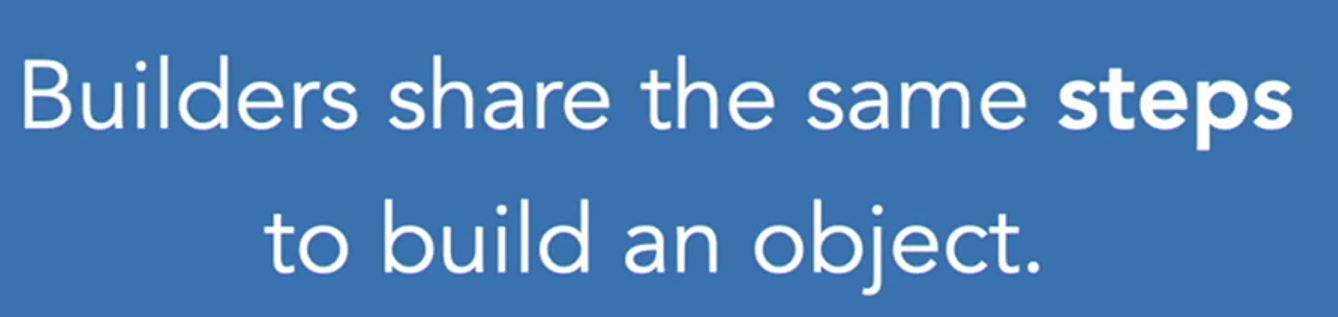 Builders share the same steps
to build an object.